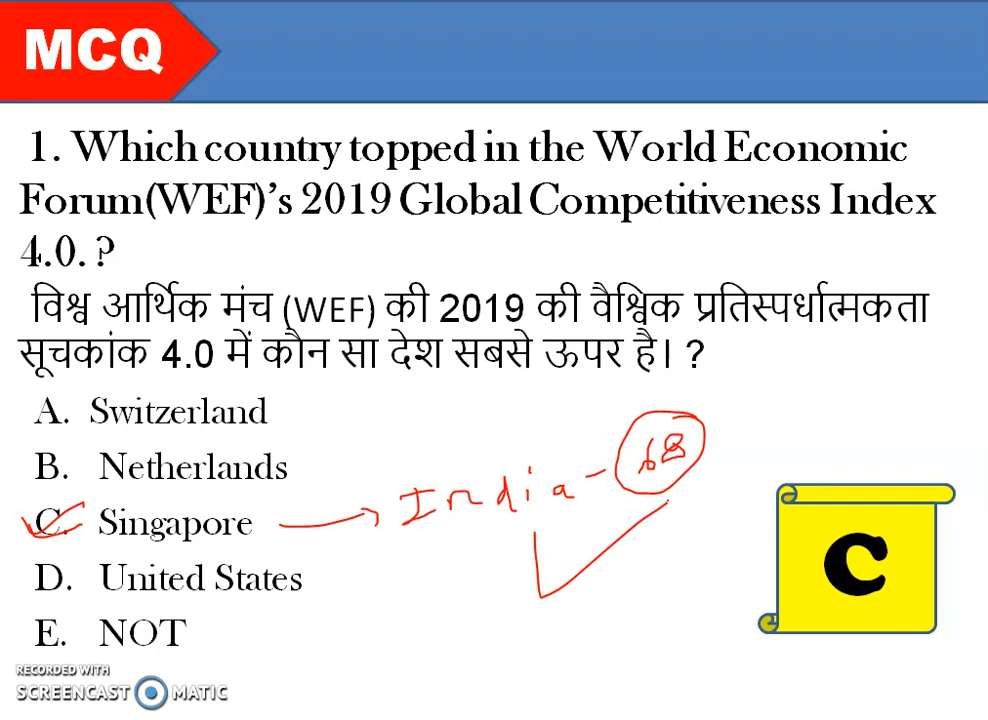 MCQ
1. Which country topped in the World Economic
Forum(WEF)'s 2019 Global Competitiveness Index
4.0. ?
विश्व आर्थिक मंच (WEF) की 2019 की वैश्विक प्रतिस्पर्धात्मकता
सूचकांक 4.0 में कौन सा देश सबसे ऊपर है। ?
A. Switzerland
B. Netherlands
C. Singapore → India - 68
D. United States
E. NOT
C
RECORDED WITH
SCREENCAST MATIC